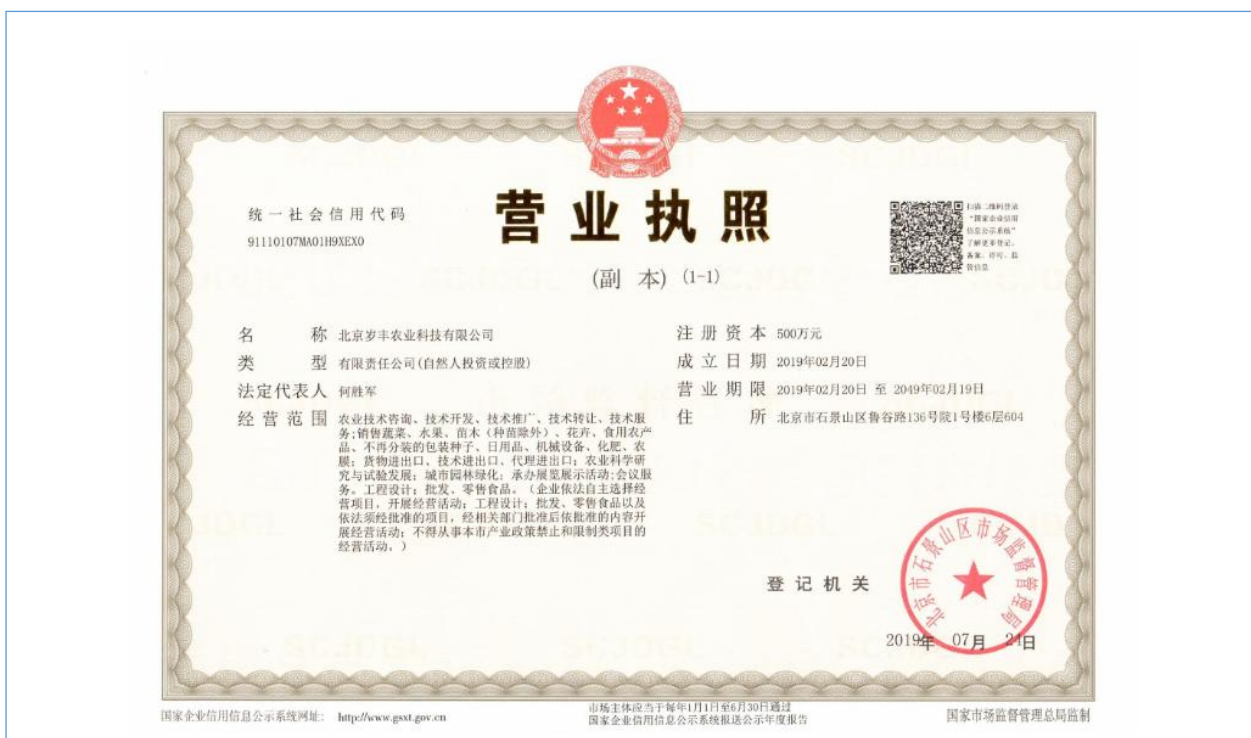 营业执照
(副 本) (1-1)
统一社会信用代码
91110107MA01H9XEX0
扫描二维码登录
“国家企业信用
信息公示系统”
了解更多登记、
备案、许可、监
管信息
名 称 北京岁丰农业科技有限公司
类 型 有限责任公司(自然人投资或控股)
法定代表人 何胜军
经营范围 农业技术咨询、技术开发、技术推广、技术转让、技术服
务;销售蔬菜、水果、苗木（种苗除外）、花卉、食用农产
品、不再分装的包装种子、日用品、机械设备、化肥、农
膜；货物进出口、技术进出口、代理进出口；农业科学研
究与试验发展；城市园林绿化；承办展览展示活动;会议服
务。工程设计；批发、零售食品。（企业依法自主选择经
营项目，开展经营活动；工程设计；批发、零售食品以及
依法须经批准的项目，经相关部门批准后依批准的内容开
展经营活动；不得从事本市产业政策禁止和限制类项目的
经营活动。）
注册资本 500万元
成立日期 2019年02月20日
营业期限 2019年02月20日 至 2049年02月19日
住 所 北京市石景山区鲁谷路136号院1号楼6层604
登记机关
北京市石景山区市场监督管理局
2019年 07月 24日
国家企业信用信息公示系统网址: http://www.gsxt.gov.cn
市场主体应当于每年1月1日至6月30日通过
国家企业信用信息公示系统报送公示年度报告
国家市场监督管理总局监制